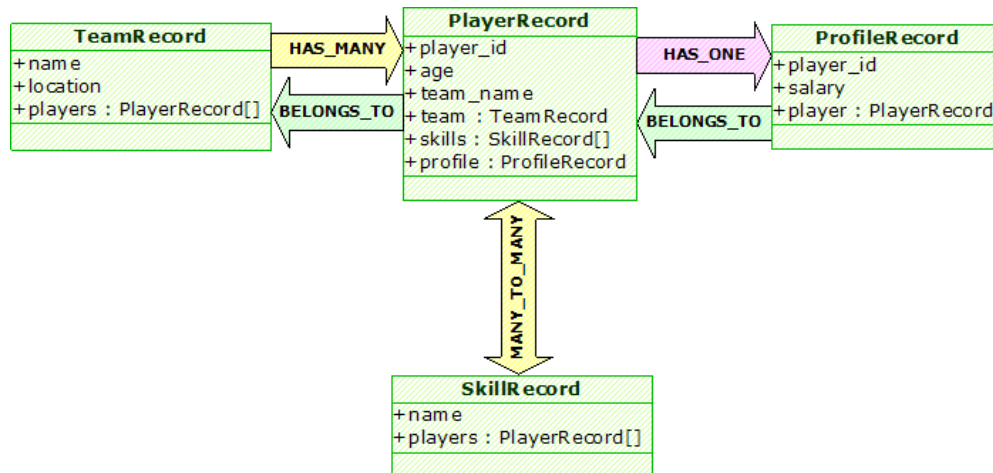 TeamRecord
+name
+location
+players : PlayerRecord[]
HAS_MANY
BELONGS_TO
PlayerRecord
+player_id
+age
+team_name
+team : TeamRecord
+skills : SkillRecord[]
+profile : ProfileRecord
HAS_ONE
BELONGS_TO
ProfileRecord
+player_id
+salary
+player : PlayerRecord
MANY_TO_MANY
SkillRecord
+name
+players : PlayerRecord[]